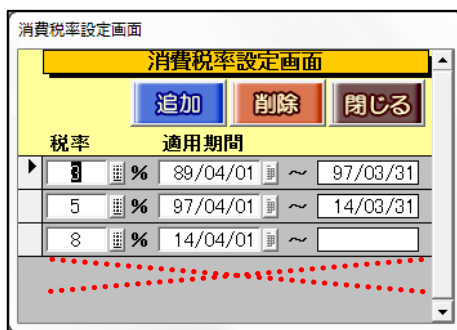 消費税率設定画面
消費税率設定画面
追加 削除 閉じる
税率 適用期間
3 % 89/04/01 ～ 97/03/31
5 % 97/04/01 ～ 14/03/31
8 % 14/04/01 ～